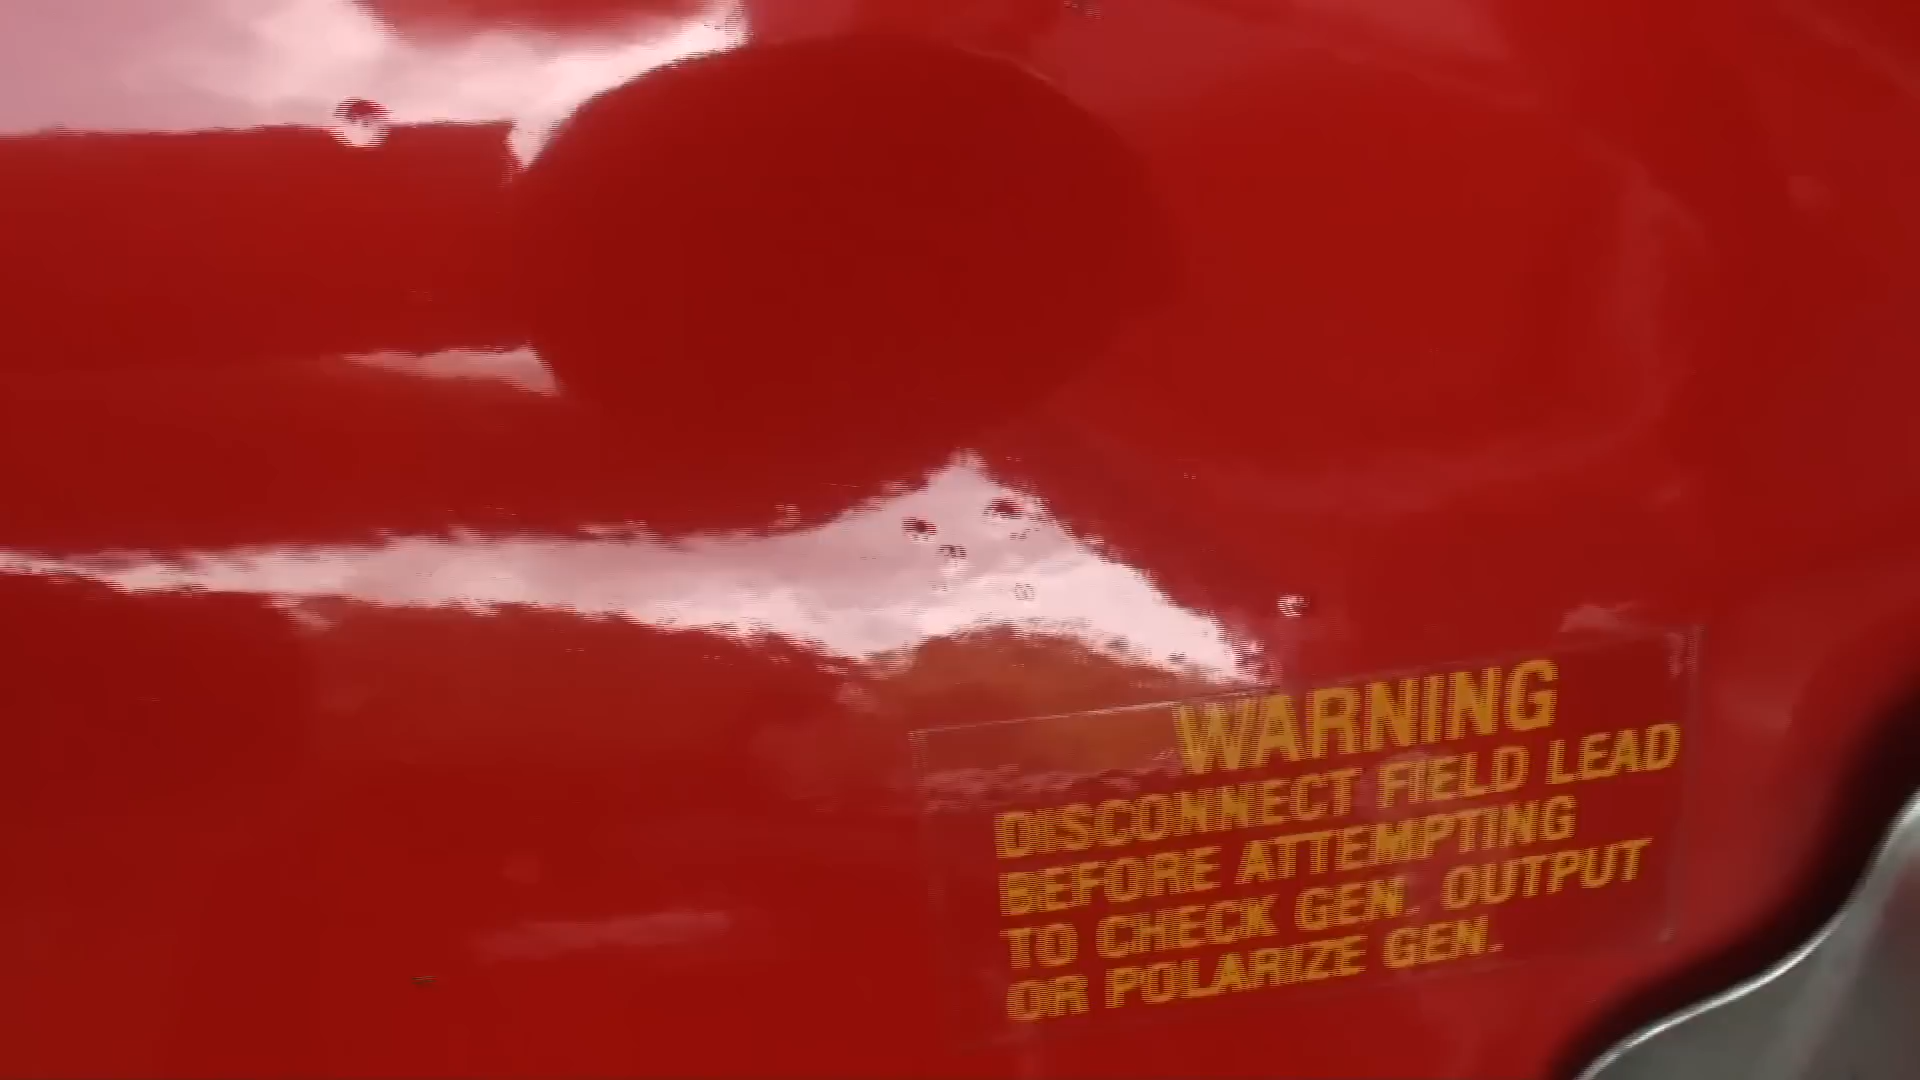 WARNING
DISCONNECT FIELD LEAD
BEFORE ATTEMPTING
TO CHECK GEN. OUTPUT
OR POLARIZE GEN.